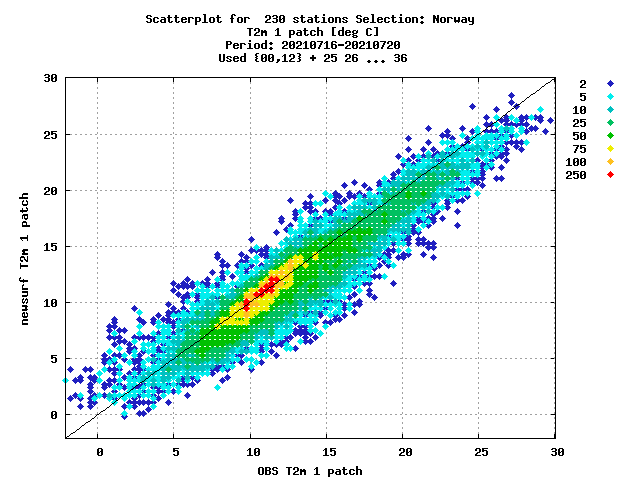 Scatterplot for  230 stations Selection: Norway
T2m 1 patch [deg C]
Period: 20210716-20210720
Used {00,12} + 25 26 ... 36
30
25
20
15
10
5
0
newsurf T2m 1 patch
2
5
10
25
50
75
100
250
0 5 10 15 20 25 30
OBS T2m 1 patch